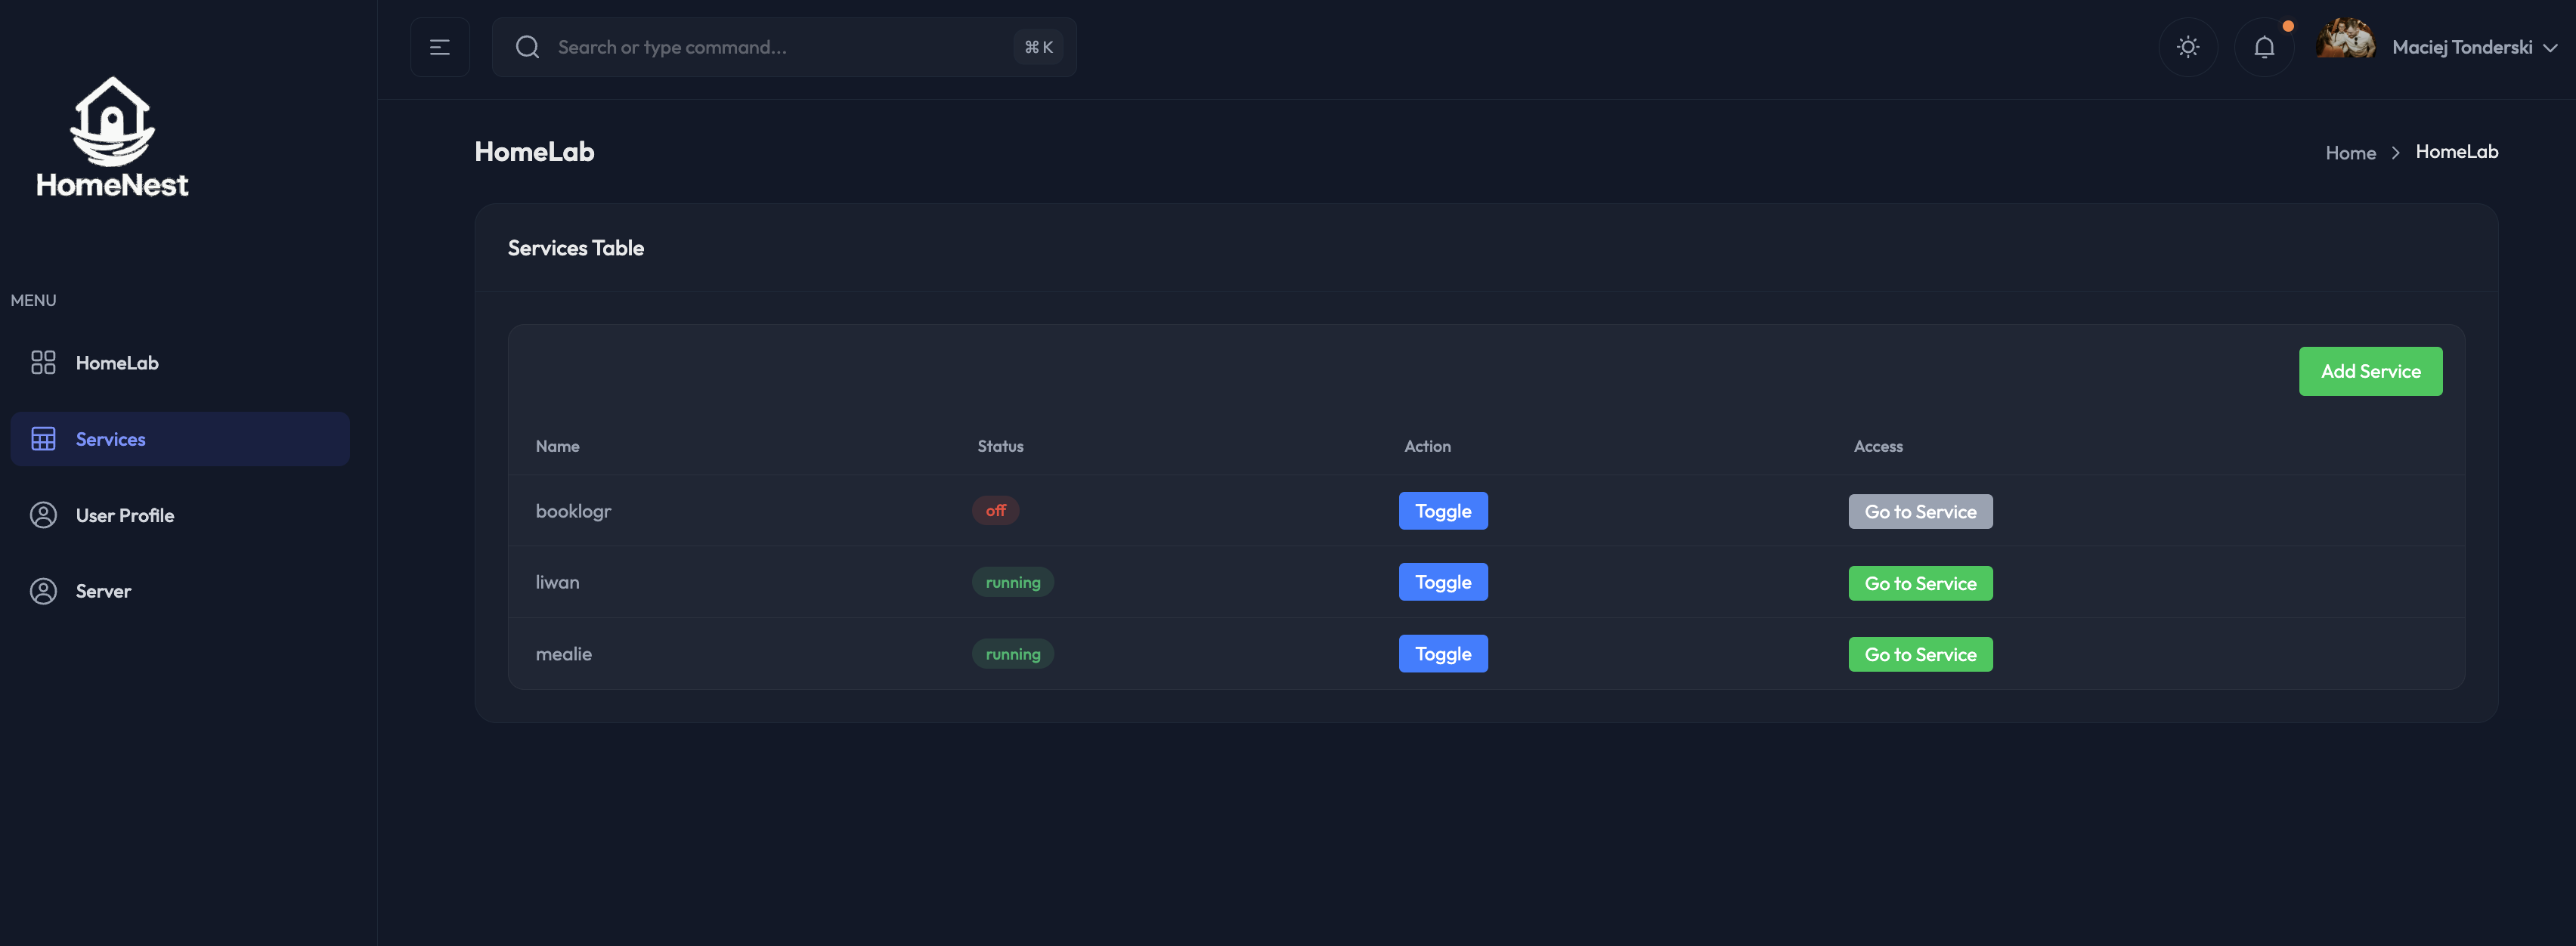 HomeNest
MENU
HomeLab
Services
User Profile
Server
Search or type command...
⌘ K
Maciej Tonderski
HomeLab
Home > HomeLab
Services Table
Add Service
Name Status Action Access
booklogr off Toggle Go to Service
liwan running Toggle Go to Service
mealie running Toggle Go to Service